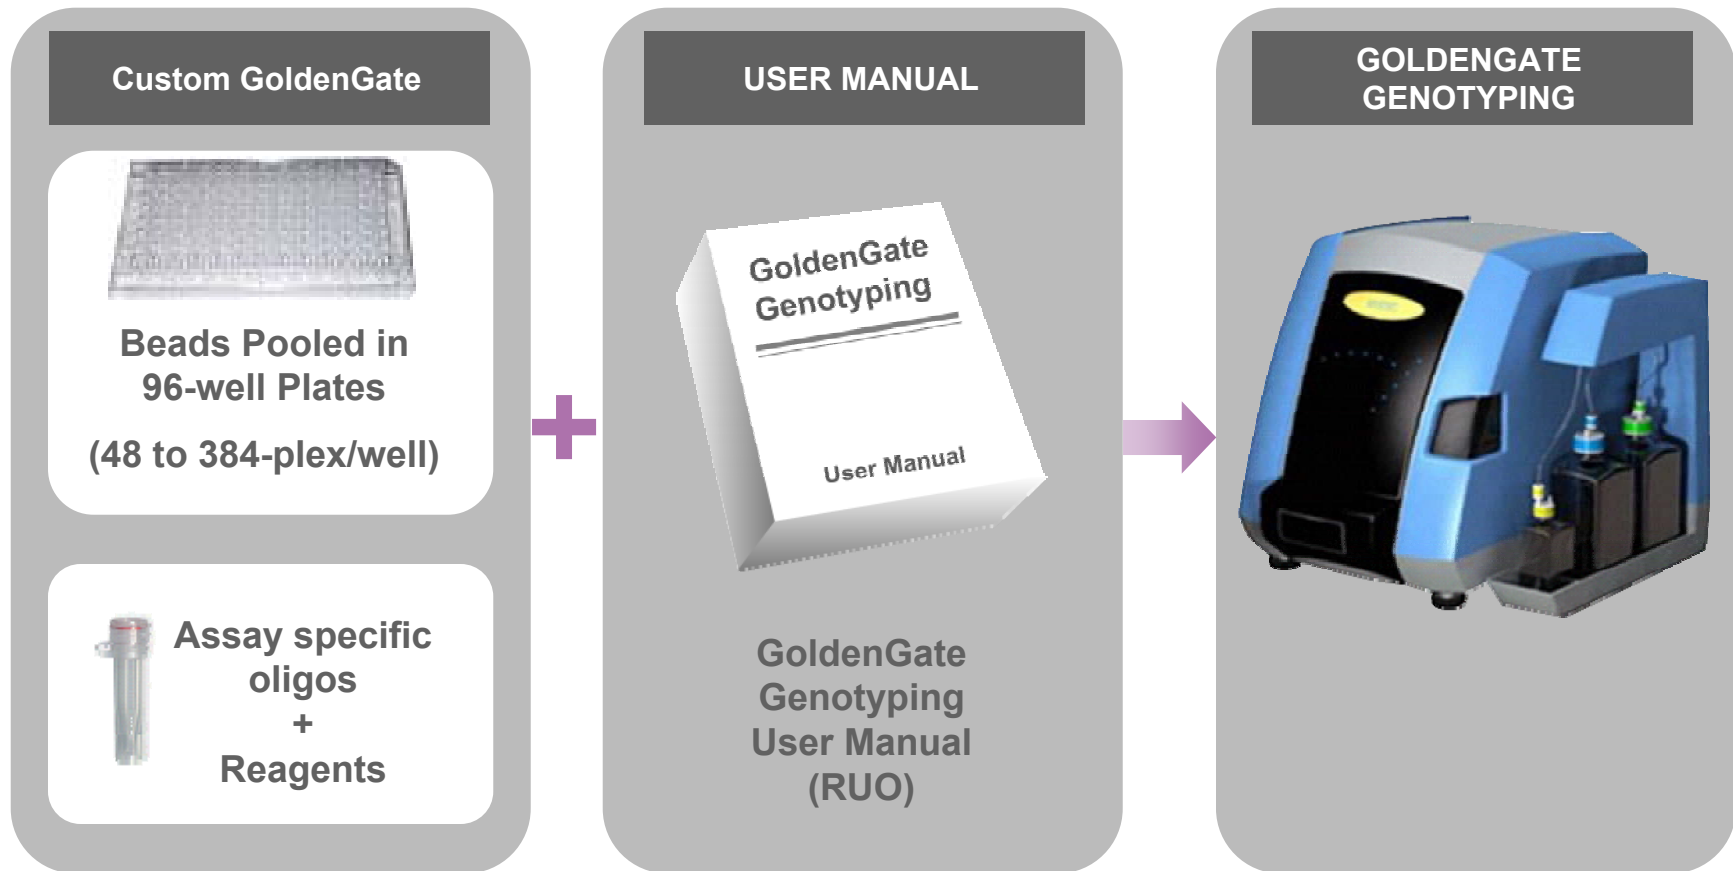 Custom GoldenGate
Beads Pooled in
96-well Plates
(48 to 384-plex/well)
Assay specific
oligos
+
Reagents
USER MANUAL
GoldenGate
Genotyping
User Manual
GoldenGate
Genotyping
User Manual
(RUO)
GOLDENGATE
GENOTYPING